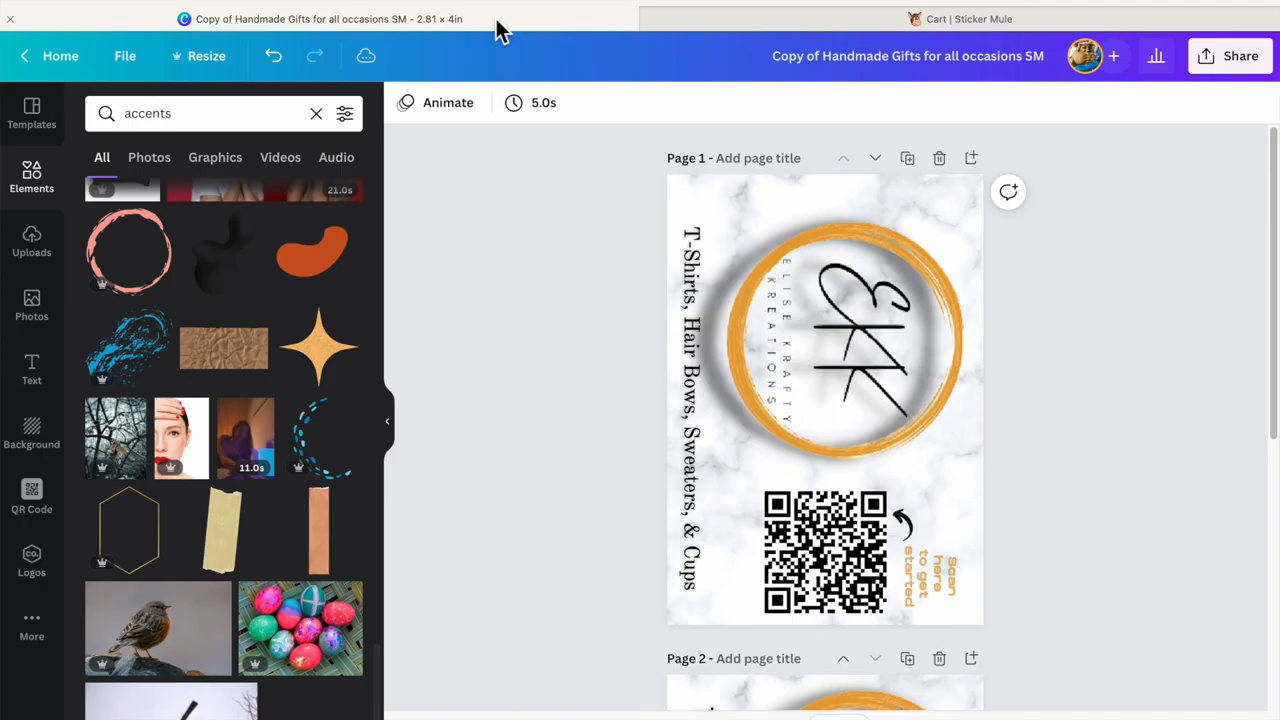 Copy of Handmade Gifts for all occasions SM - 2.81 × 4in
Cart | Sticker Mule
Home
File
Resize
Copy of Handmade Gifts for all occasions SM
Share
Templates
Elements
Uploads
Photos
Text
Background
QR Code
Logos
More
accents
All
Photos
Graphics
Videos
Audio
21.0s
11.0s
CO.
Animate
5.0s
Page 1 - Add page title
EKK
ELISE KRAFTY
KREATIONS
T-Shirts, Hair Bows, Sweaters, & Cups
Scan
here
to get
started
Page 2 - Add page title